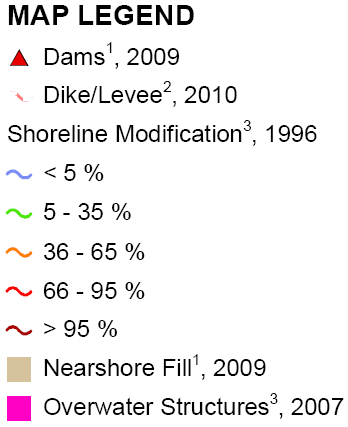 MAP LEGEND
Dams¹, 2009
Dike/Levee², 2010
Shoreline Modification³, 1996
< 5 %
5 - 35 %
36 - 65 %
66 - 95 %
> 95 %
Nearshore Fill¹, 2009
Overwater Structures³, 2007